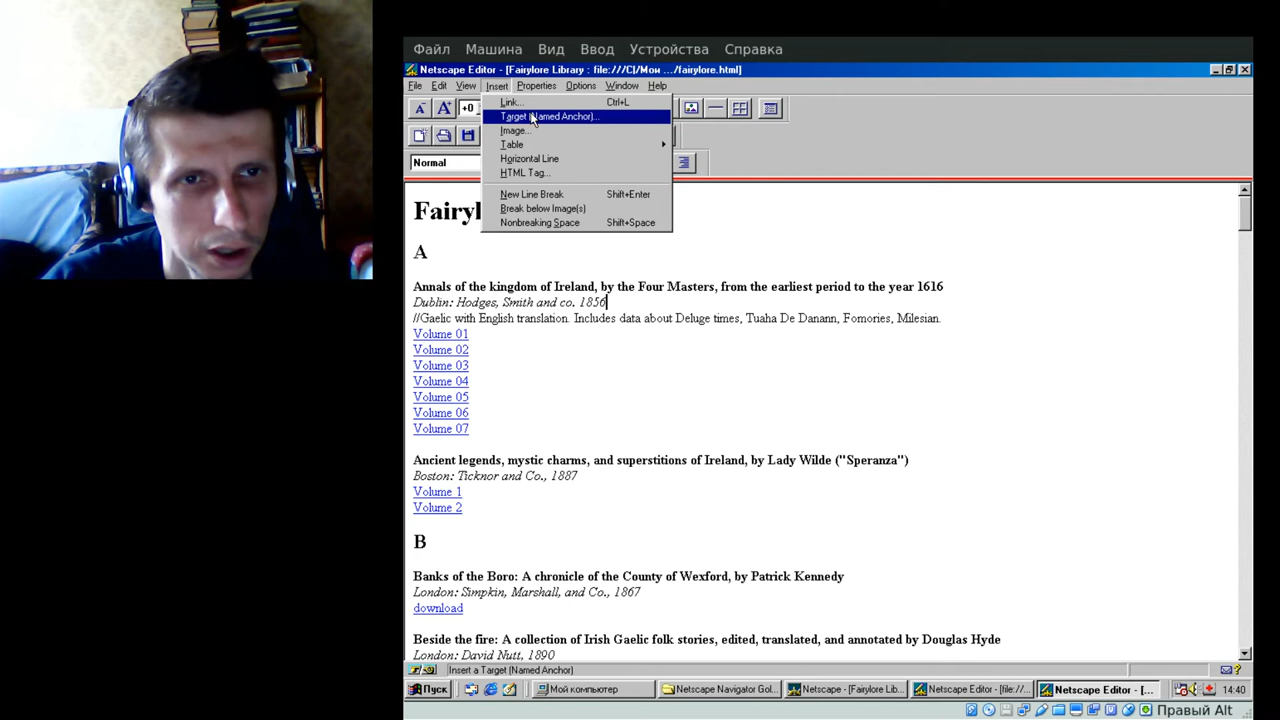 Файл Машина Вид Ввод Устройства Справка
Netscape Editor - [Fairylore Library : file:///C|/Мои .../fairylore.html]
File Edit View Insert Properties Options Window Help
A A +0
Link... Ctrl+L
Target (Named Anchor)...
Image...
Table
Horizontal Line
HTML Tag...
New Line Break Shift+Enter
Break below Image(s)
Nonbreaking Space Shift+Space
Normal
A
Annals of the kingdom of Ireland, by the Four Masters, from the earliest period to the year 1616
Dublin: Hodges, Smith and co. 1856
//Gaelic with English translation. Includes data about Deluge times, Tuaha De Danann, Fomories, Milesian.
Volume 01
Volume 02
Volume 03
Volume 04
Volume 05
Volume 06
Volume 07
Ancient legends, mystic charms, and superstitions of Ireland, by Lady Wilde ("Speranza")
Boston: Ticknor and Co., 1887
Volume 1
Volume 2
B
Banks of the Boro: A chronicle of the County of Wexford, by Patrick Kennedy
London: Simpkin, Marshall, and Co., 1867
download
Beside the fire: A collection of Irish Gaelic folk stories, edited, translated, and annotated by Douglas Hyde
London: David Nutt, 1890
Insert a Target (Named Anchor)
Пуск Мой компьютер Netscape Navigator Gol... Netscape - [Fairylore Lib... Netscape Editor - [file://... Netscape Editor - [... 14:40
Правый Alt